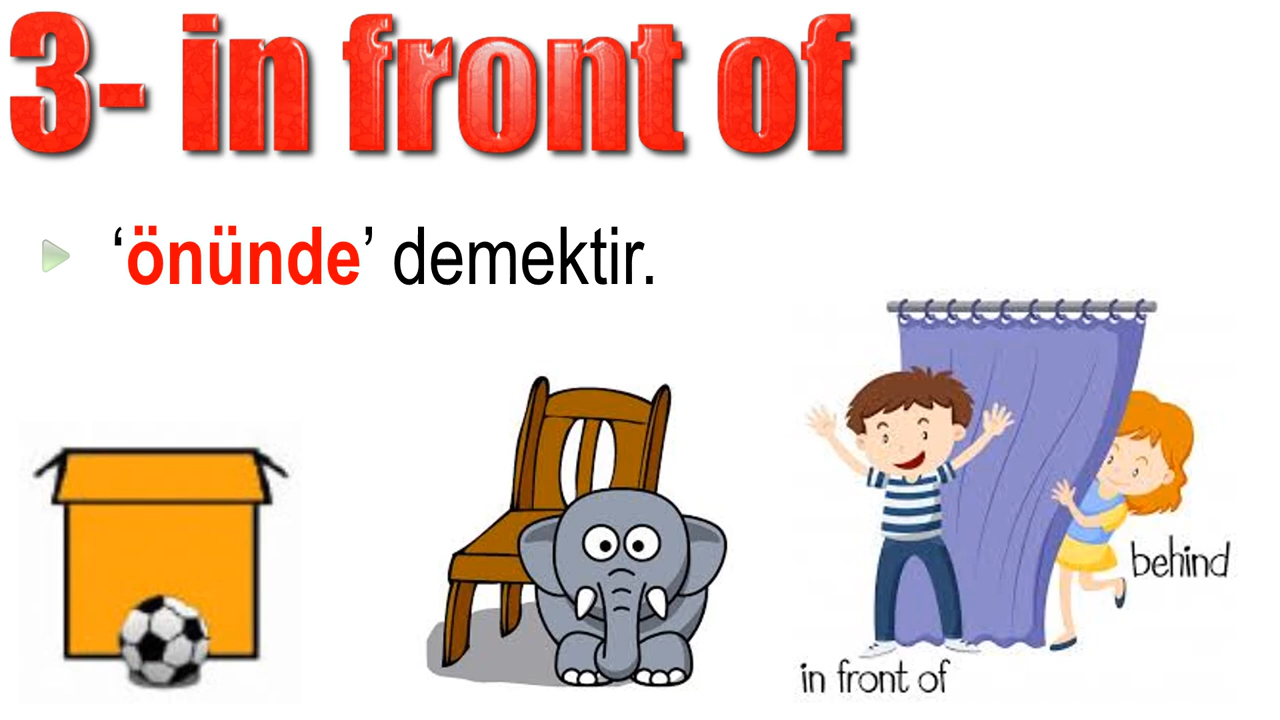 3- in front of
‘önünde’ demektir.
behind
in front of